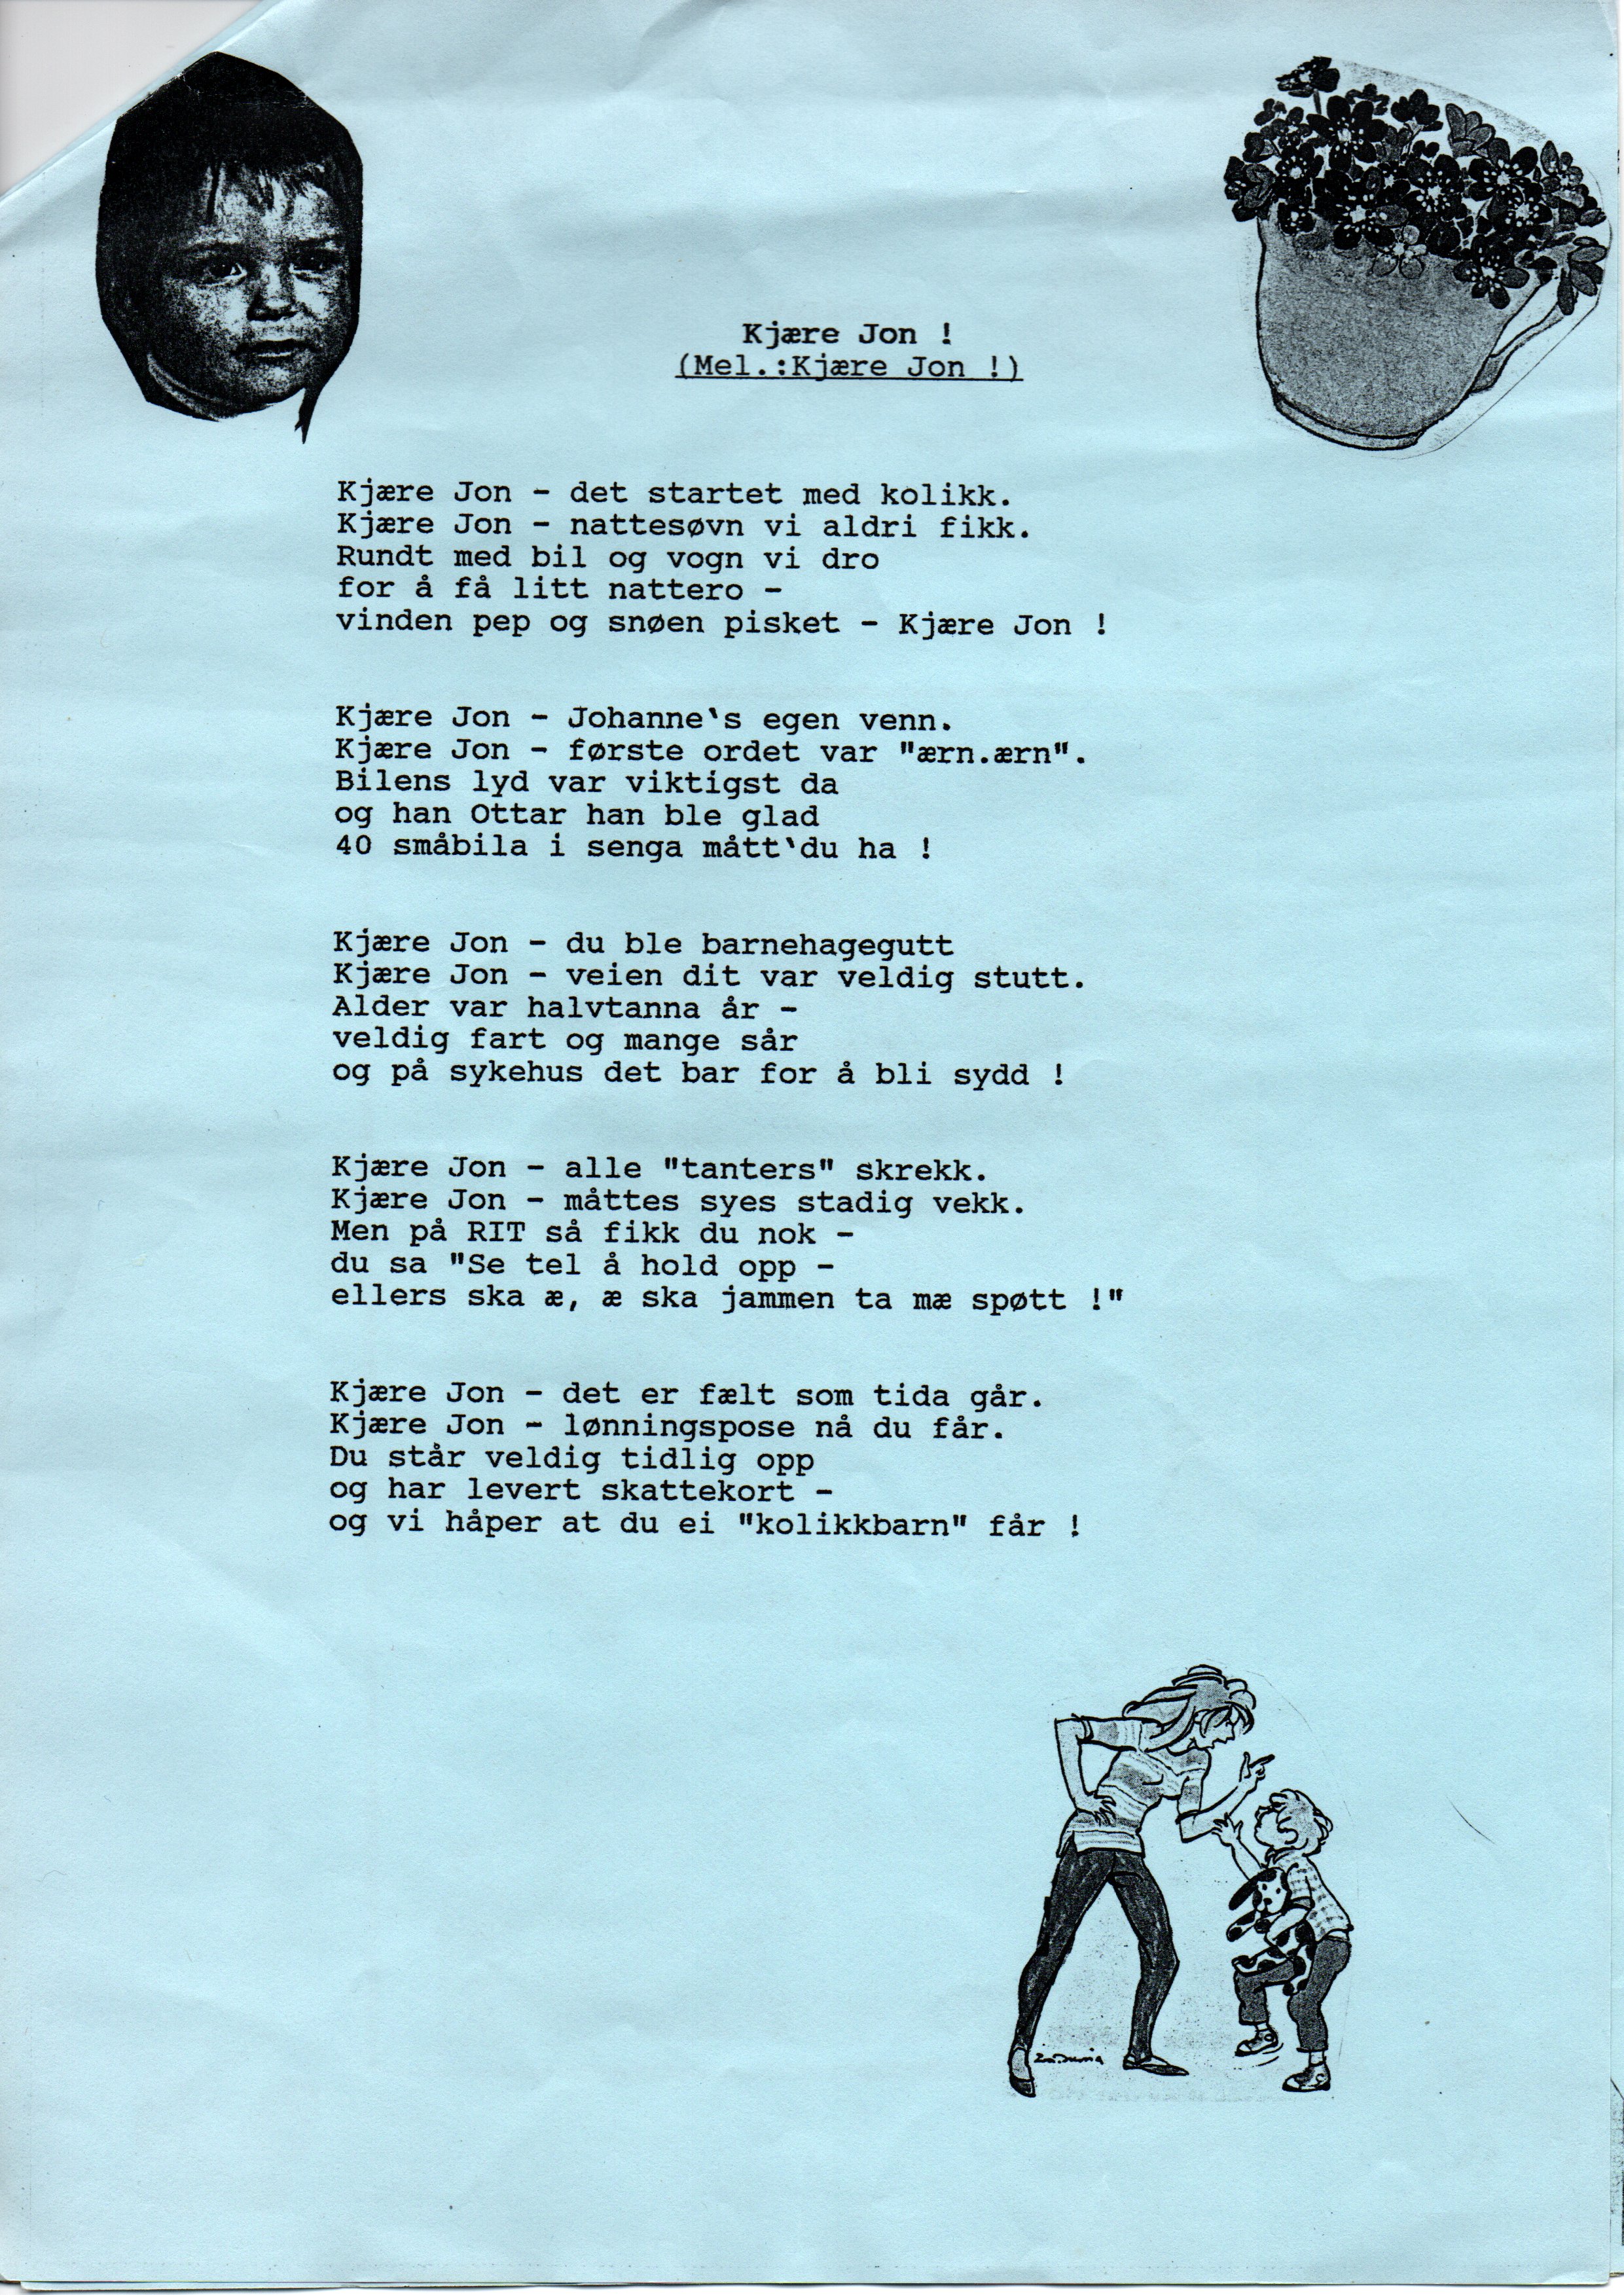 Kjære Jon !
(Mel.:Kjære Jon !)
Kjære Jon - det startet med kolikk.
Kjære Jon - nattesøvn vi aldri fikk.
Rundt med bil og vogn vi dro
for å få litt nattero -
vinden pep og snøen pisket - Kjære Jon !
Kjære Jon - Johanne‛s egen venn.
Kjære Jon - første ordet var "ærn.ærn".
Bilens lyd var viktigst da
og han Ottar han ble glad
40 småbila i senga mått‛du ha !
Kjære Jon - du ble barnehagegutt
Kjære Jon - veien dit var veldig stutt.
Alder var halvtanna år -
veldig fart og mange sår
og på sykehus det bar for å bli sydd !
Kjære Jon - alle "tanters" skrekk.
Kjære Jon - måttes syes stadig vekk.
Men på RIT så fikk du nok -
du sa "Se tel å hold opp -
ellers ska æ, æ ska jammen ta mæ spøtt !"
Kjære Jon - det er fælt som tida går.
Kjære Jon - lønningspose nå du får.
Du står veldig tidlig opp
og har levert skattekort -
og vi håper at du ei "kolikkbarn" får !